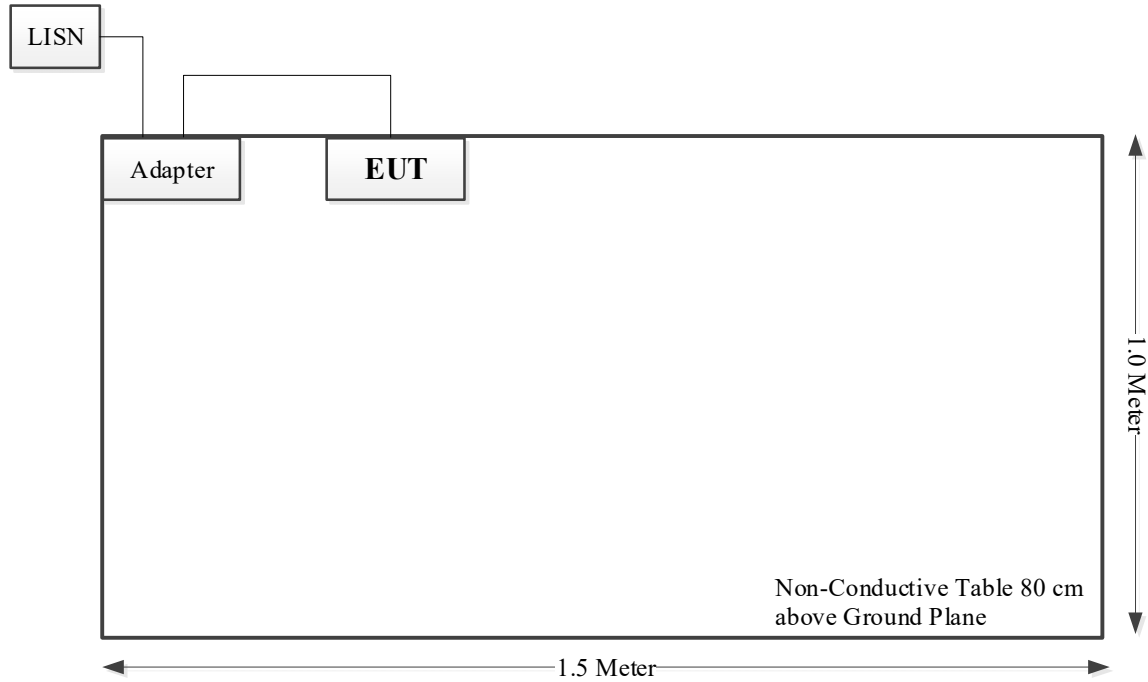 LISN
Adapter
EUT
1.0 Meter
Non-Conductive Table 80 cm
above Ground Plane
1.5 Meter